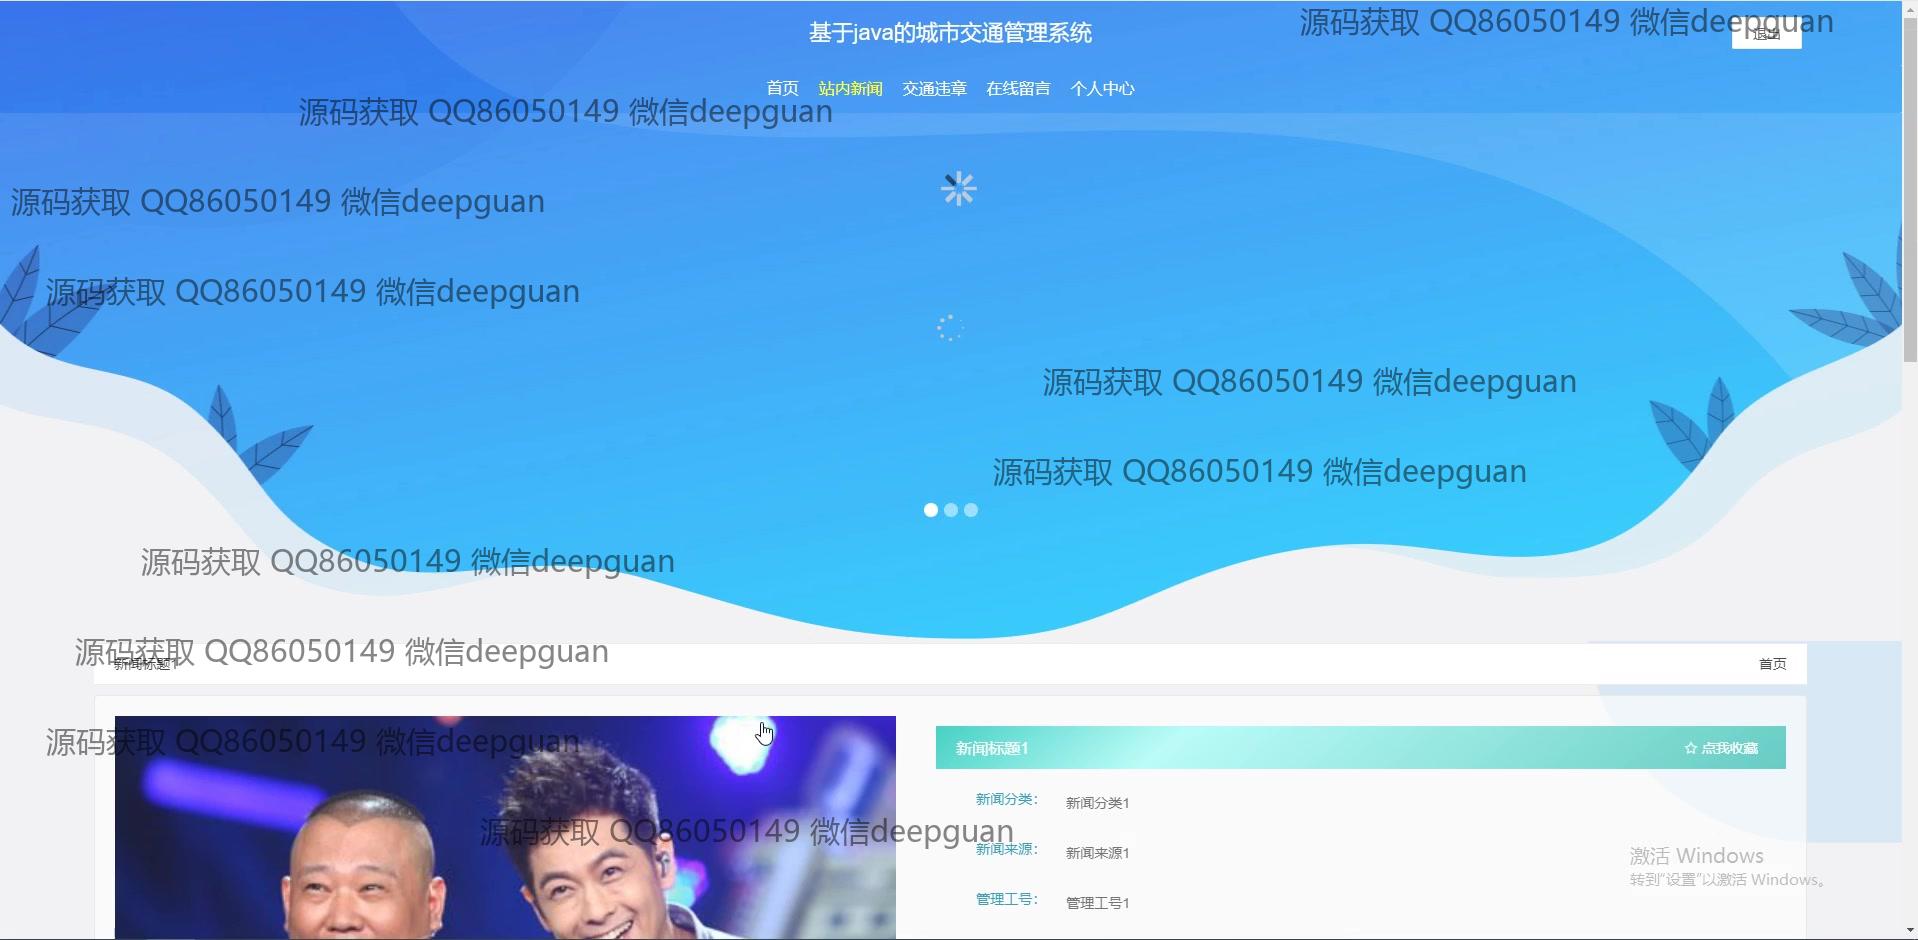 基于java的城市交通管理系统
源码获取 QQ86050149 微信deepguan
退出
首页 站内新闻 交通违章 在线留言 个人中心
源码获取 QQ86050149 微信deepguan
源码获取 QQ86050149 微信deepguan
源码获取 QQ86050149 微信deepguan
源码获取 QQ86050149 微信deepguan
源码获取 QQ86050149 微信deepguan
源码获取 QQ86050149 微信deepguan
源码获取 QQ86050149 微信deepguan
新闻标题1 首页
源码获取 QQ86050149 微信deepguan
新闻标题1 ☆ 点我收藏
新闻分类: 新闻分类1
源码获取 QQ86050149 微信deepguan
新闻来源: 新闻来源1
管理工号: 管理工号1
激活 Windows
转到“设置”以激活 Windows。